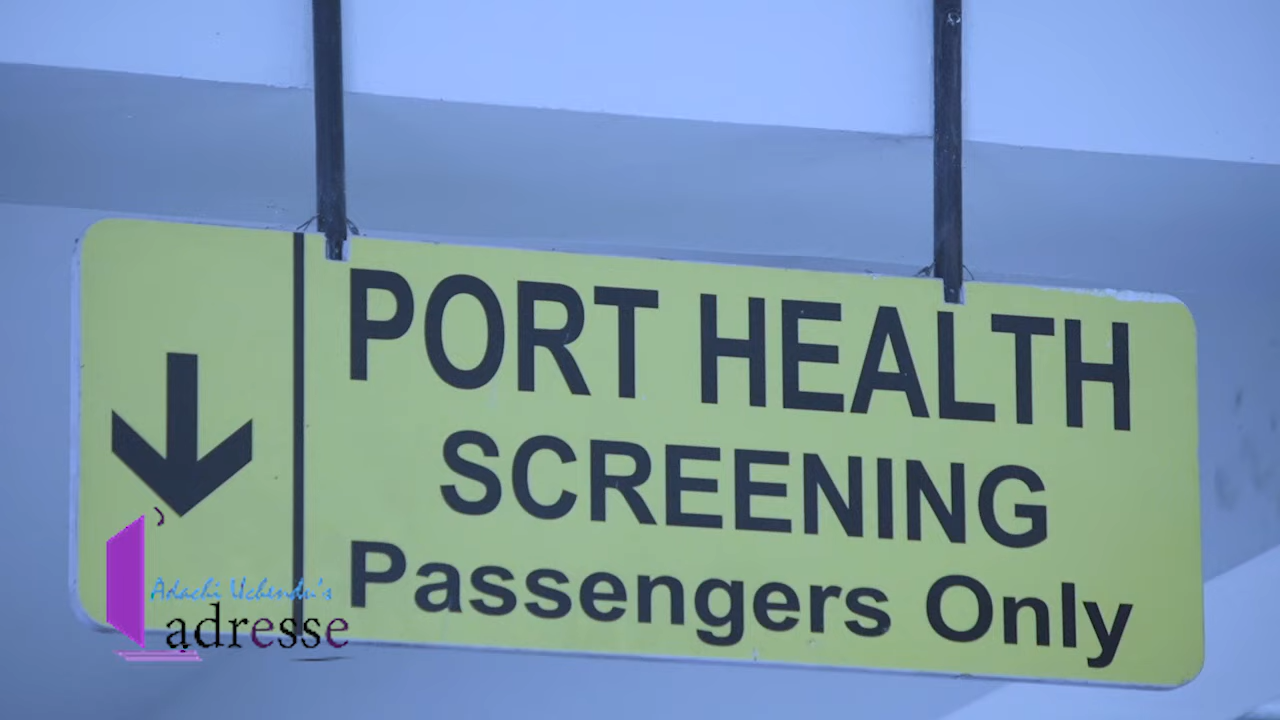 PORT HEALTH
SCREENING
Passengers Only
Adachi Uchendu's
adresse